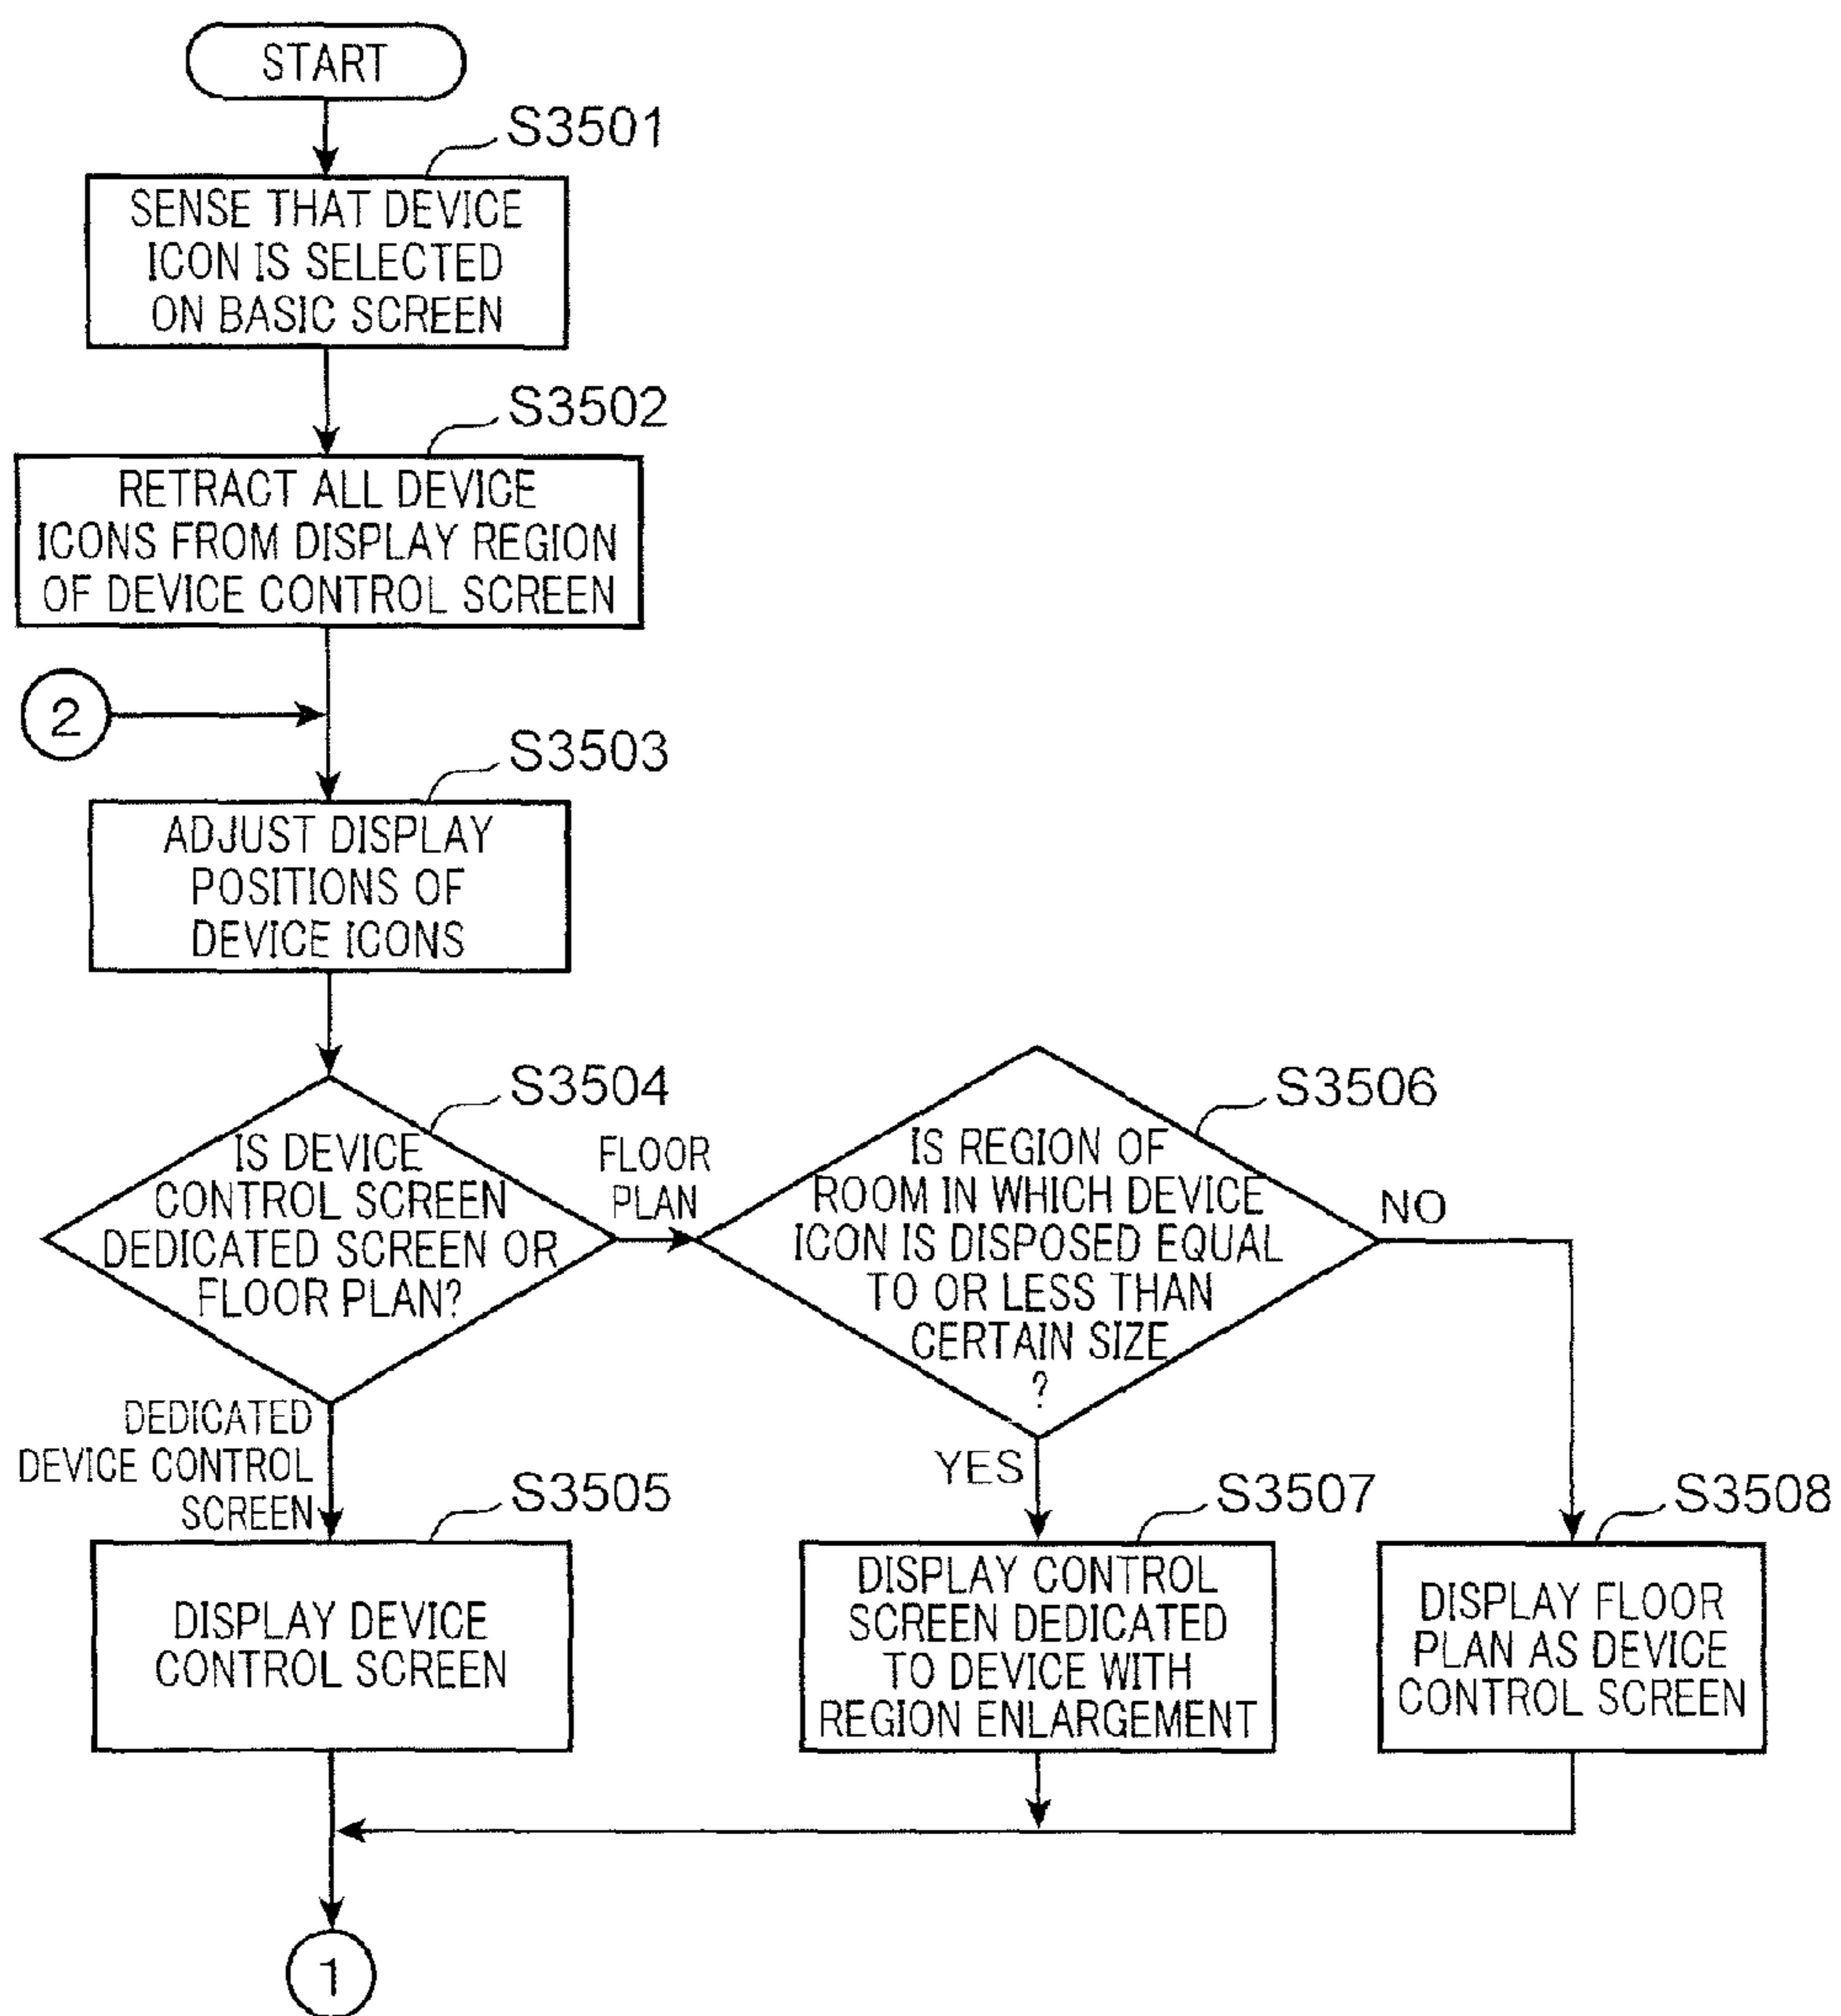 START
S3501
SENSE THAT DEVICE
ICON IS SELECTED
ON BASIC SCREEN
S3502
RETRACT ALL DEVICE
ICONS FROM DISPLAY REGION
OF DEVICE CONTROL SCREEN
2
S3503
ADJUST DISPLAY
POSITIONS OF
DEVICE ICONS
S3504
IS DEVICE
CONTROL SCREEN
DEDICATED SCREEN OR
FLOOR PLAN?
FLOOR
PLAN
DEDICATED
DEVICE CONTROL
SCREEN
S3506
IS REGION OF
ROOM IN WHICH DEVICE
ICON IS DISPOSED EQUAL
TO OR LESS THAN
CERTAIN SIZE
?
NO
YES
S3505
DISPLAY DEVICE
CONTROL SCREEN
S3507
DISPLAY CONTROL
SCREEN DEDICATED
TO DEVICE WITH
REGION ENLARGEMENT
S3508
DISPLAY FLOOR
PLAN AS DEVICE
CONTROL SCREEN
1